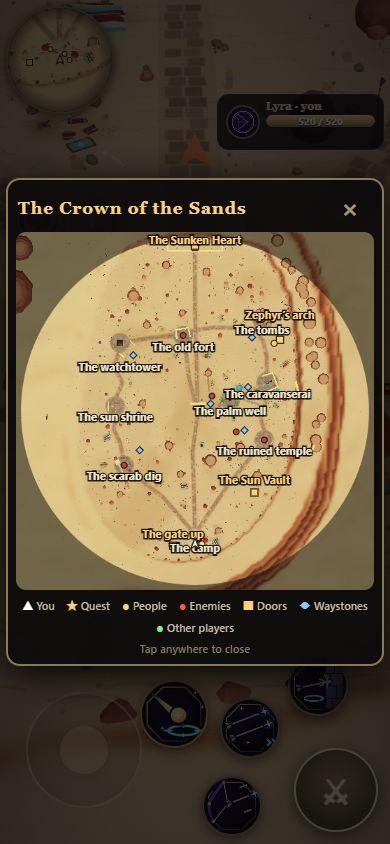 Lyra - you
520 / 520
The Crown of the Sands
The Sunken Heart
Zephyr's arch
The tombs
The old fort
The watchtower
The caravanserai
The palm well
The sun shrine
The ruined temple
The scarab dig
The Sun Vault
The gate up
The camp
You
Quest
People
Enemies
Doors
Waystones
Other players
Tap anywhere to close